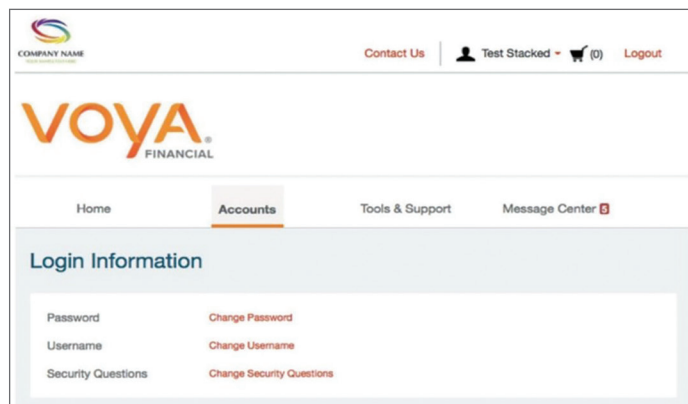 COMPANY NAME
Contact Us Test Stacked (0) Logout
VOYA®
FINANCIAL
Home Accounts Tools & Support Message Center 5
Login Information
Password Change Password
Username Change Username
Security Questions Change Security Questions